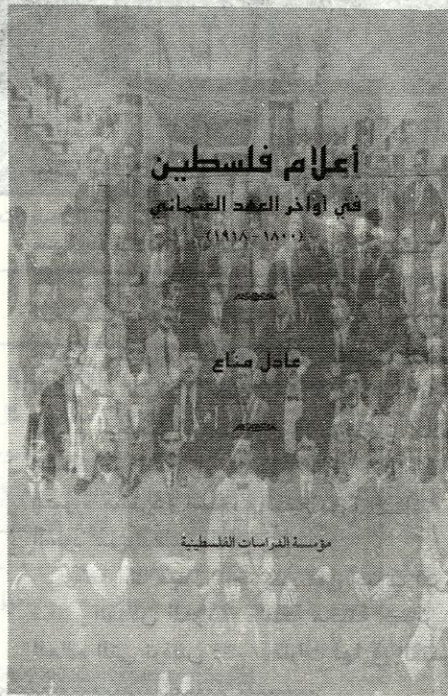 أعلام فلسطين
في أواخر العهد العثماني
(١٨٠٠-١٩١٨)
عادل مناع
مؤسسة الدراسات الفلسطينية